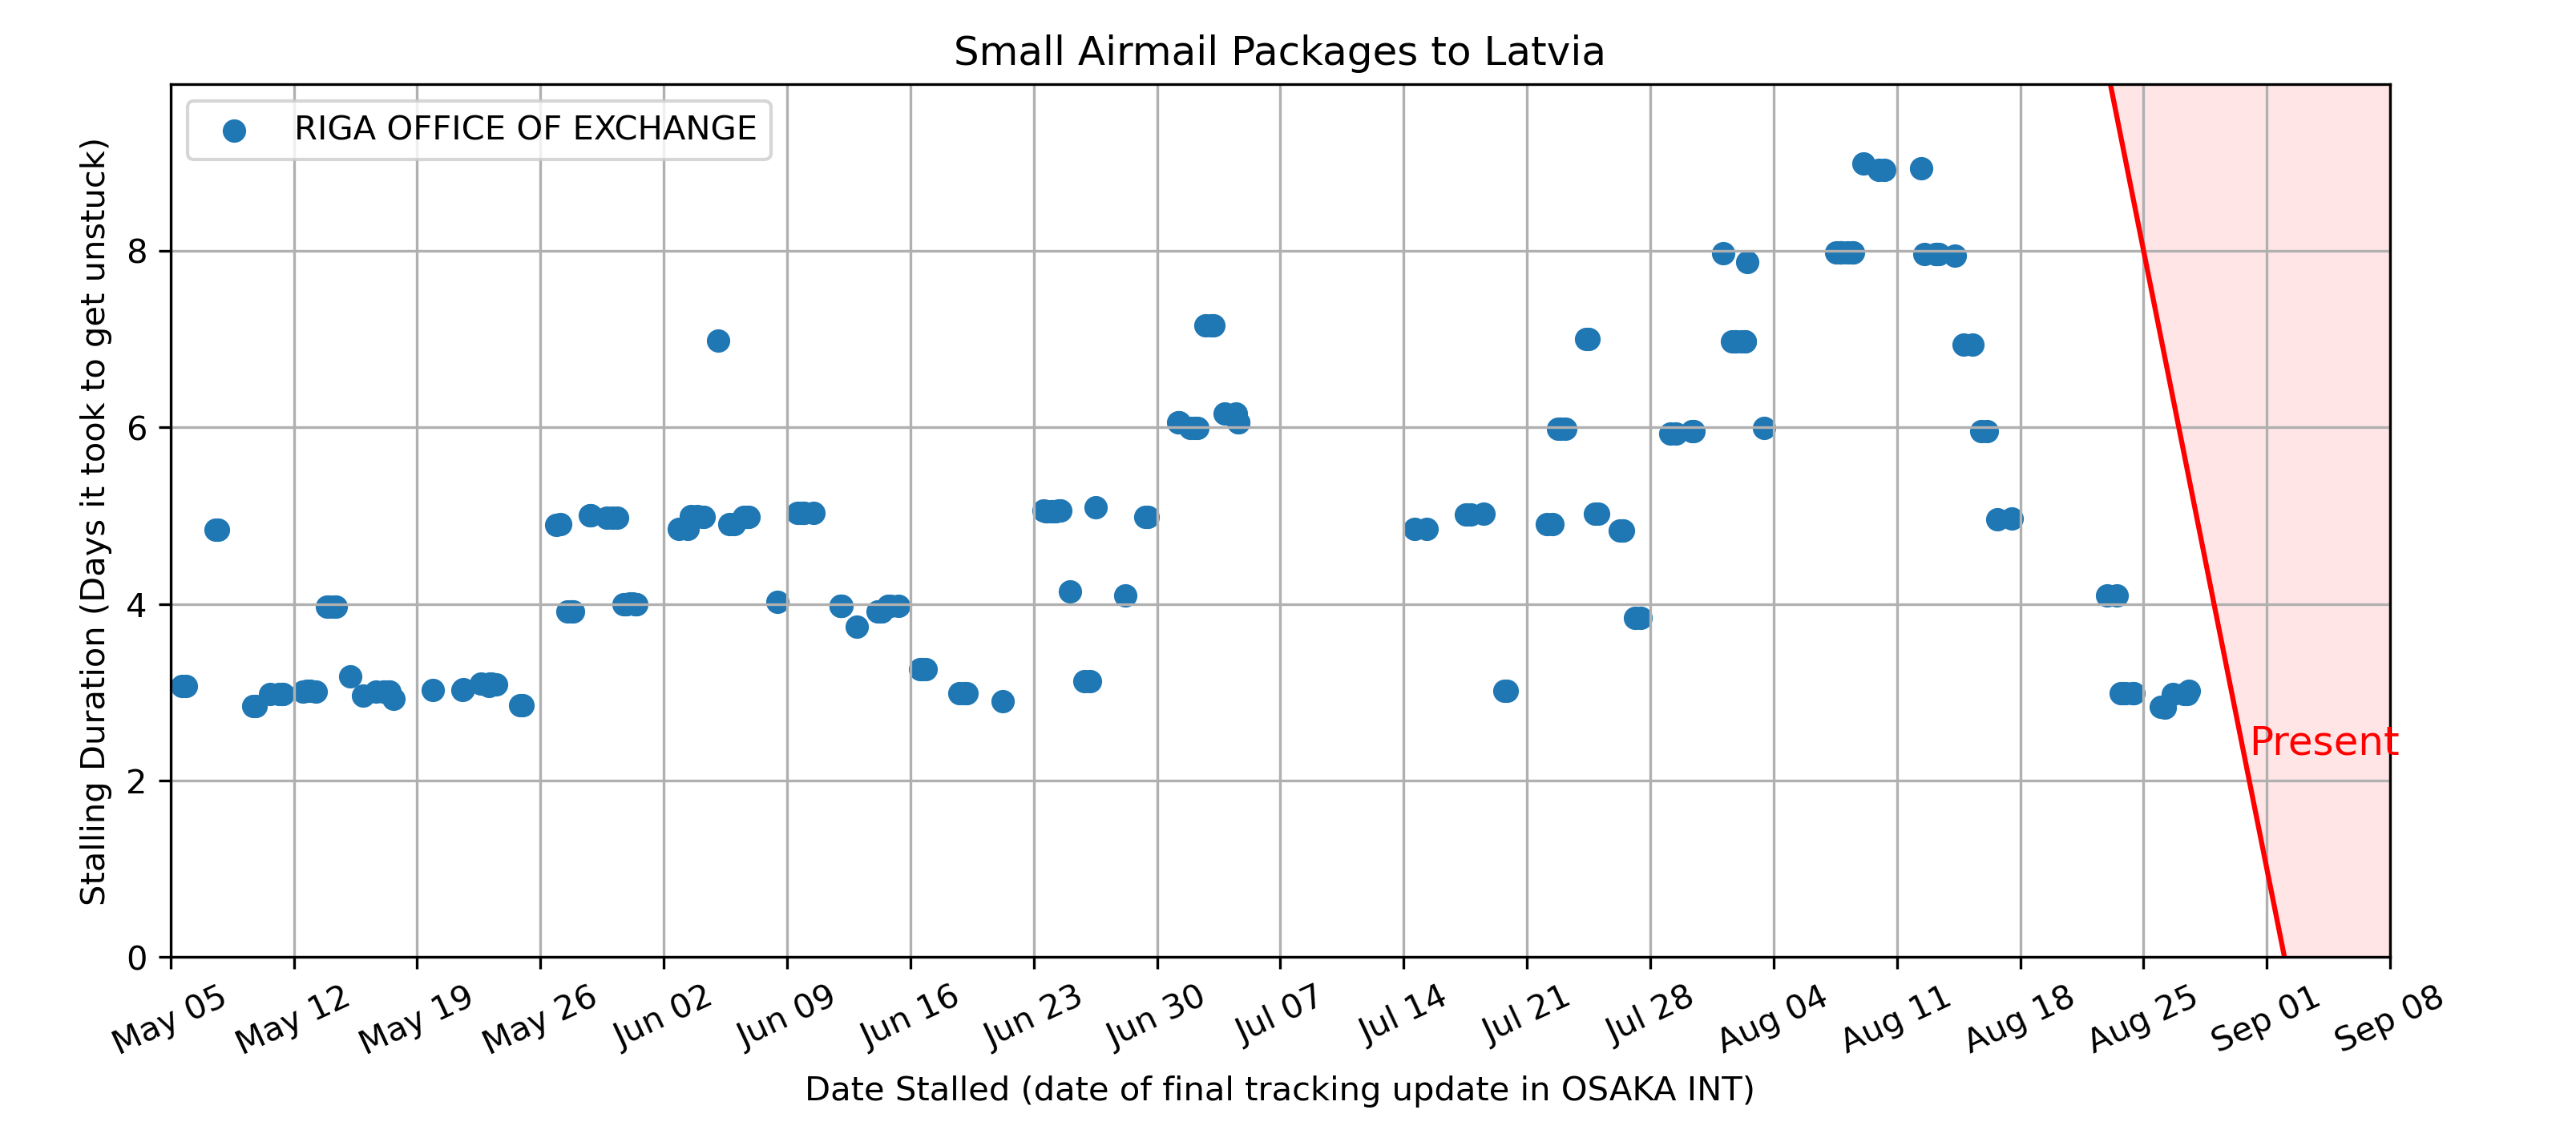 Small Airmail Packages to Latvia
RIGA OFFICE OF EXCHANGE
Stalling Duration (Days it took to get unstuck)
8
6
4
2
0
Present
May 05 May 12 May 19 May 26 Jun 02 Jun 09 Jun 16 Jun 23 Jun 30 Jul 07 Jul 14 Jul 21 Jul 28 Aug 04 Aug 11 Aug 18 Aug 25 Sep 01 Sep 08
Date Stalled (date of final tracking update in OSAKA INT)